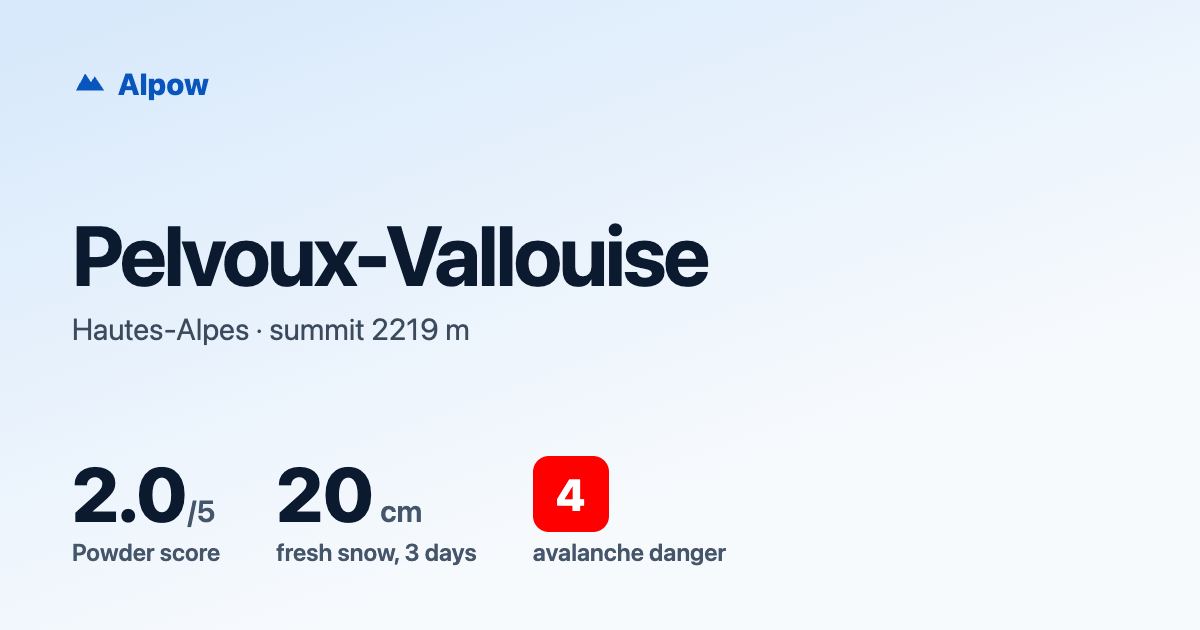 Alpow
Pelvoux-Vallouise
Hautes-Alpes · summit 2219 m
2.0/5 20 cm 4
Powder score fresh snow, 3 days avalanche danger